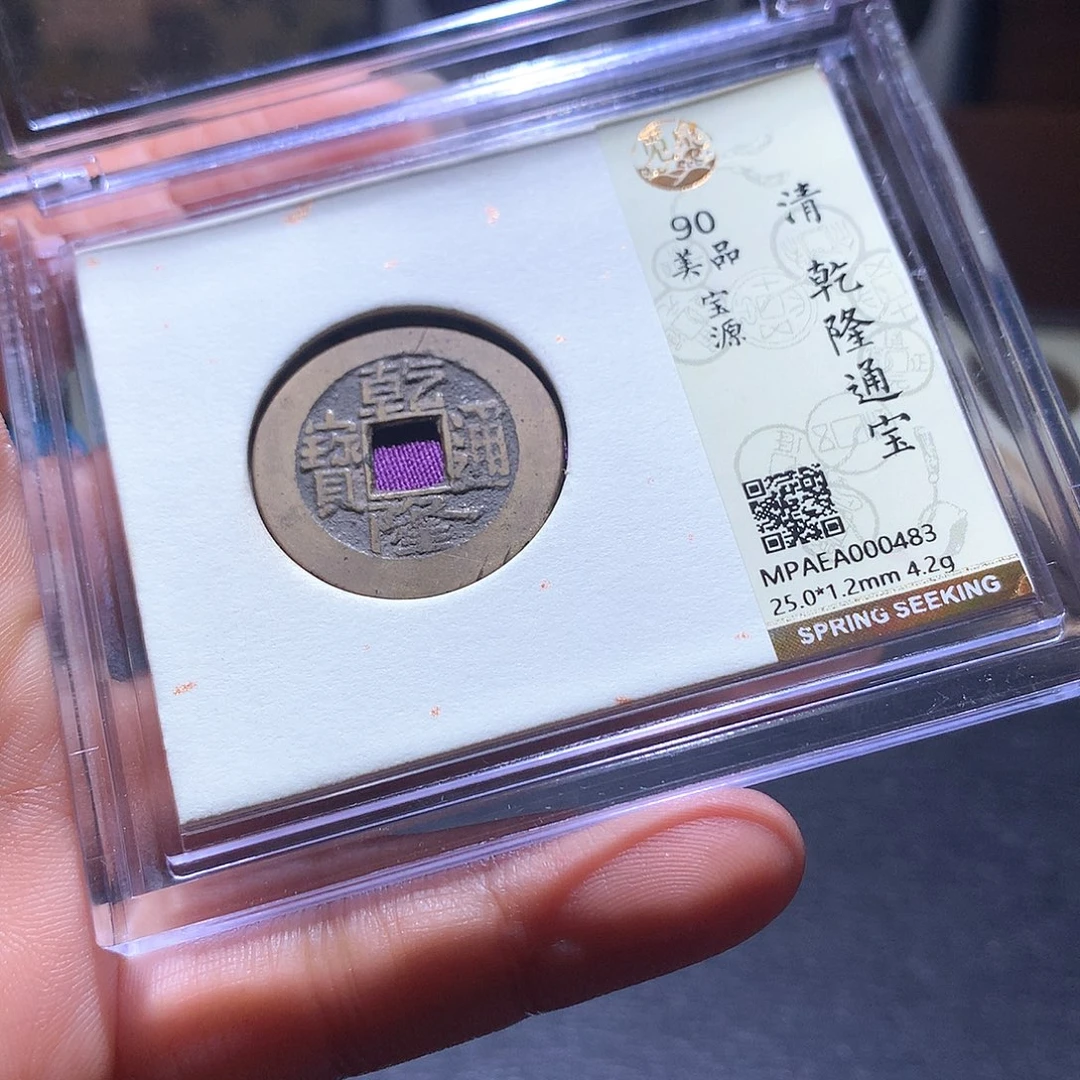 清
乾隆通宝
90
美品
宝源
MPAEA000483
25.0*1.2mm 4.2g
SPRING SEEKING
乾
隆
通
寶